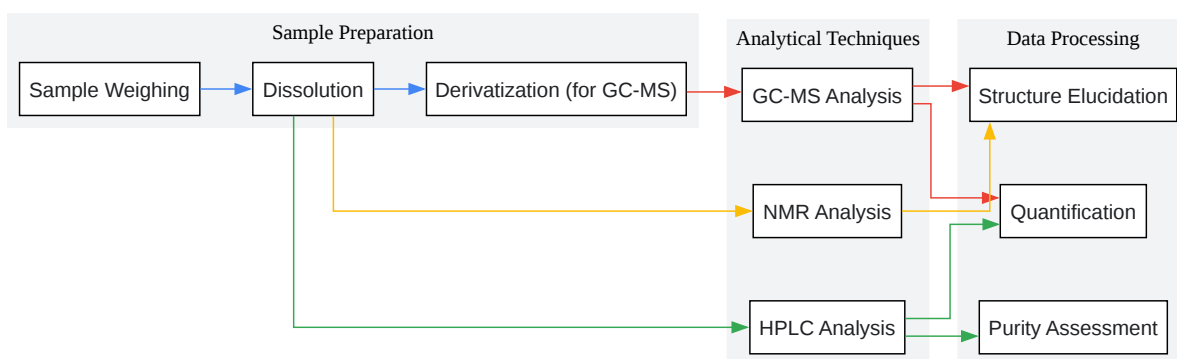 Sample Preparation
Analytical Techniques
Data Processing
Sample Weighing
Dissolution
Derivatization (for GC-MS)
GC-MS Analysis
Structure Elucidation
NMR Analysis
Quantification
HPLC Analysis
Purity Assessment